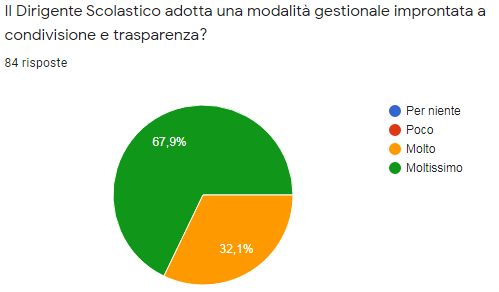 Il Dirigente Scolastico adotta una modalità gestionale improntata a
condivisione e trasparenza?
84 risposte
Per niente
Poco
Molto
Moltissimo
67,9%
32,1%